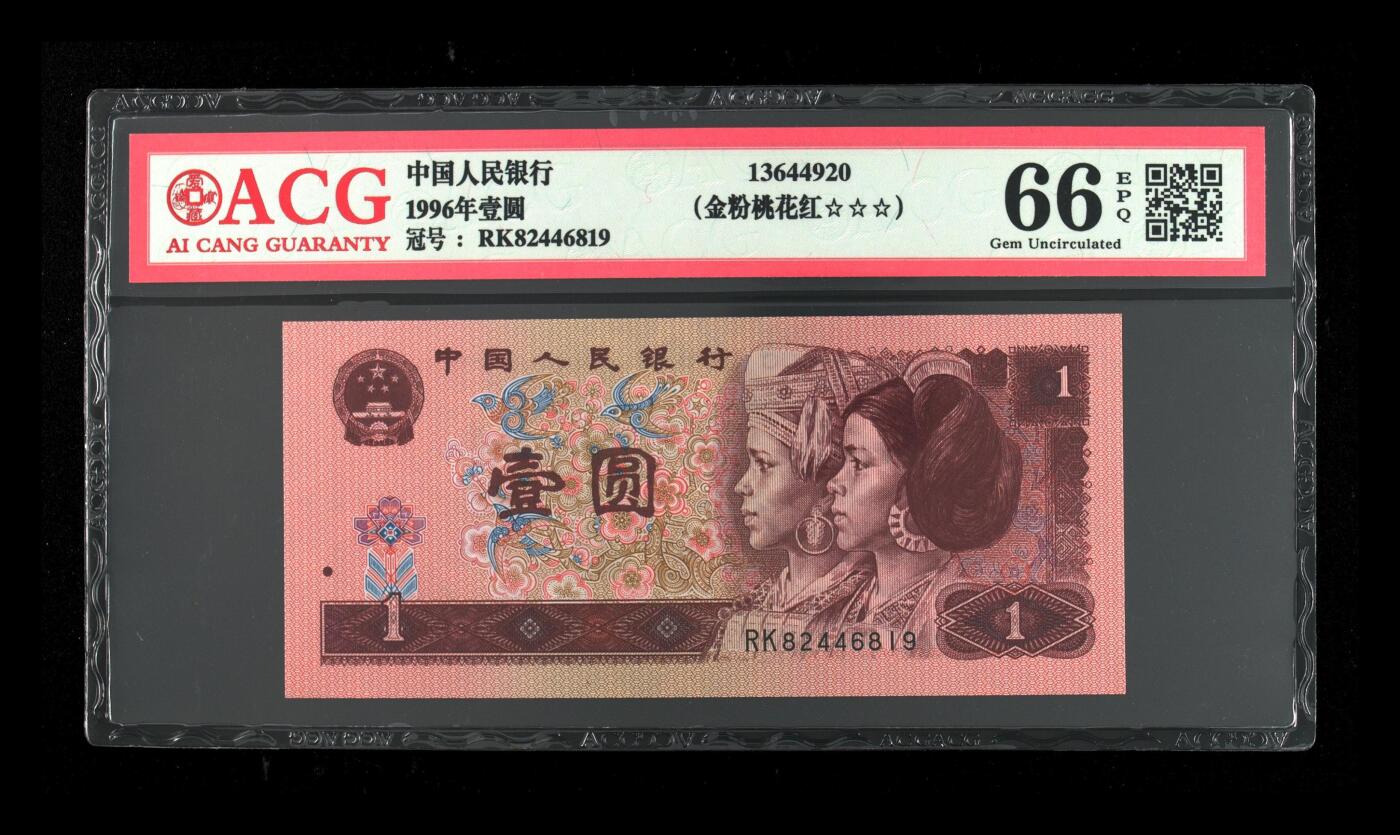 ACG
AI CANG GUARANTY
中国人民银行
1996年壹圆
冠号 : RK82446819
13644920
(金粉桃花红☆☆☆)
66
EPQ
Gem Uncirculated
中国人民银行
1
壹圆
1
RK82446819
1